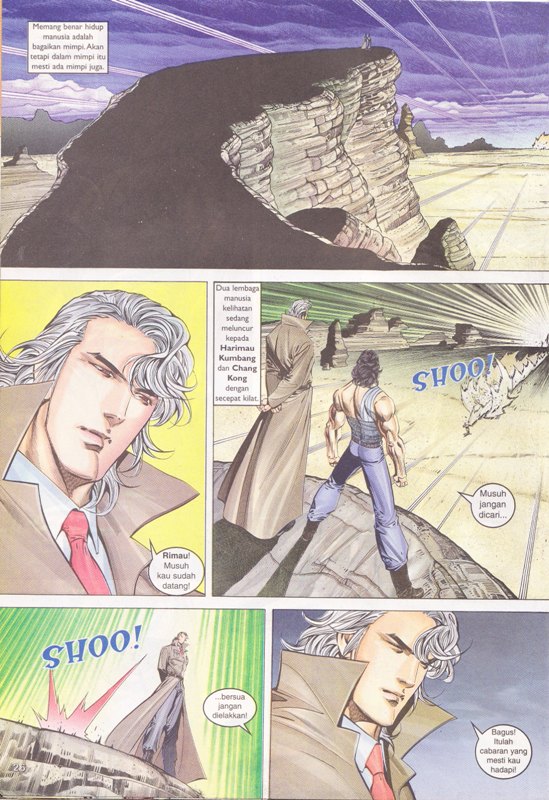 Memang benar hidup
manusia adalah
bagaikan mimpi. Akan
tetapi dalam mimpi itu
mesti ada mimpi juga.
Rimau!
Musuh
kau sudah
datang!
Dua lembaga
manusia
kelihatan
sedang
meluncur
kepada
Harimau
Kumbang
dan Chang
Kong
dengan
secepat kilat.
SHOO!
Musuh
jangan
dicari...
SHOO!
...bersua
jangan
dielakkan!
Bagus!
Itulah
cabaran yang
mesti kau
hadapi!
26